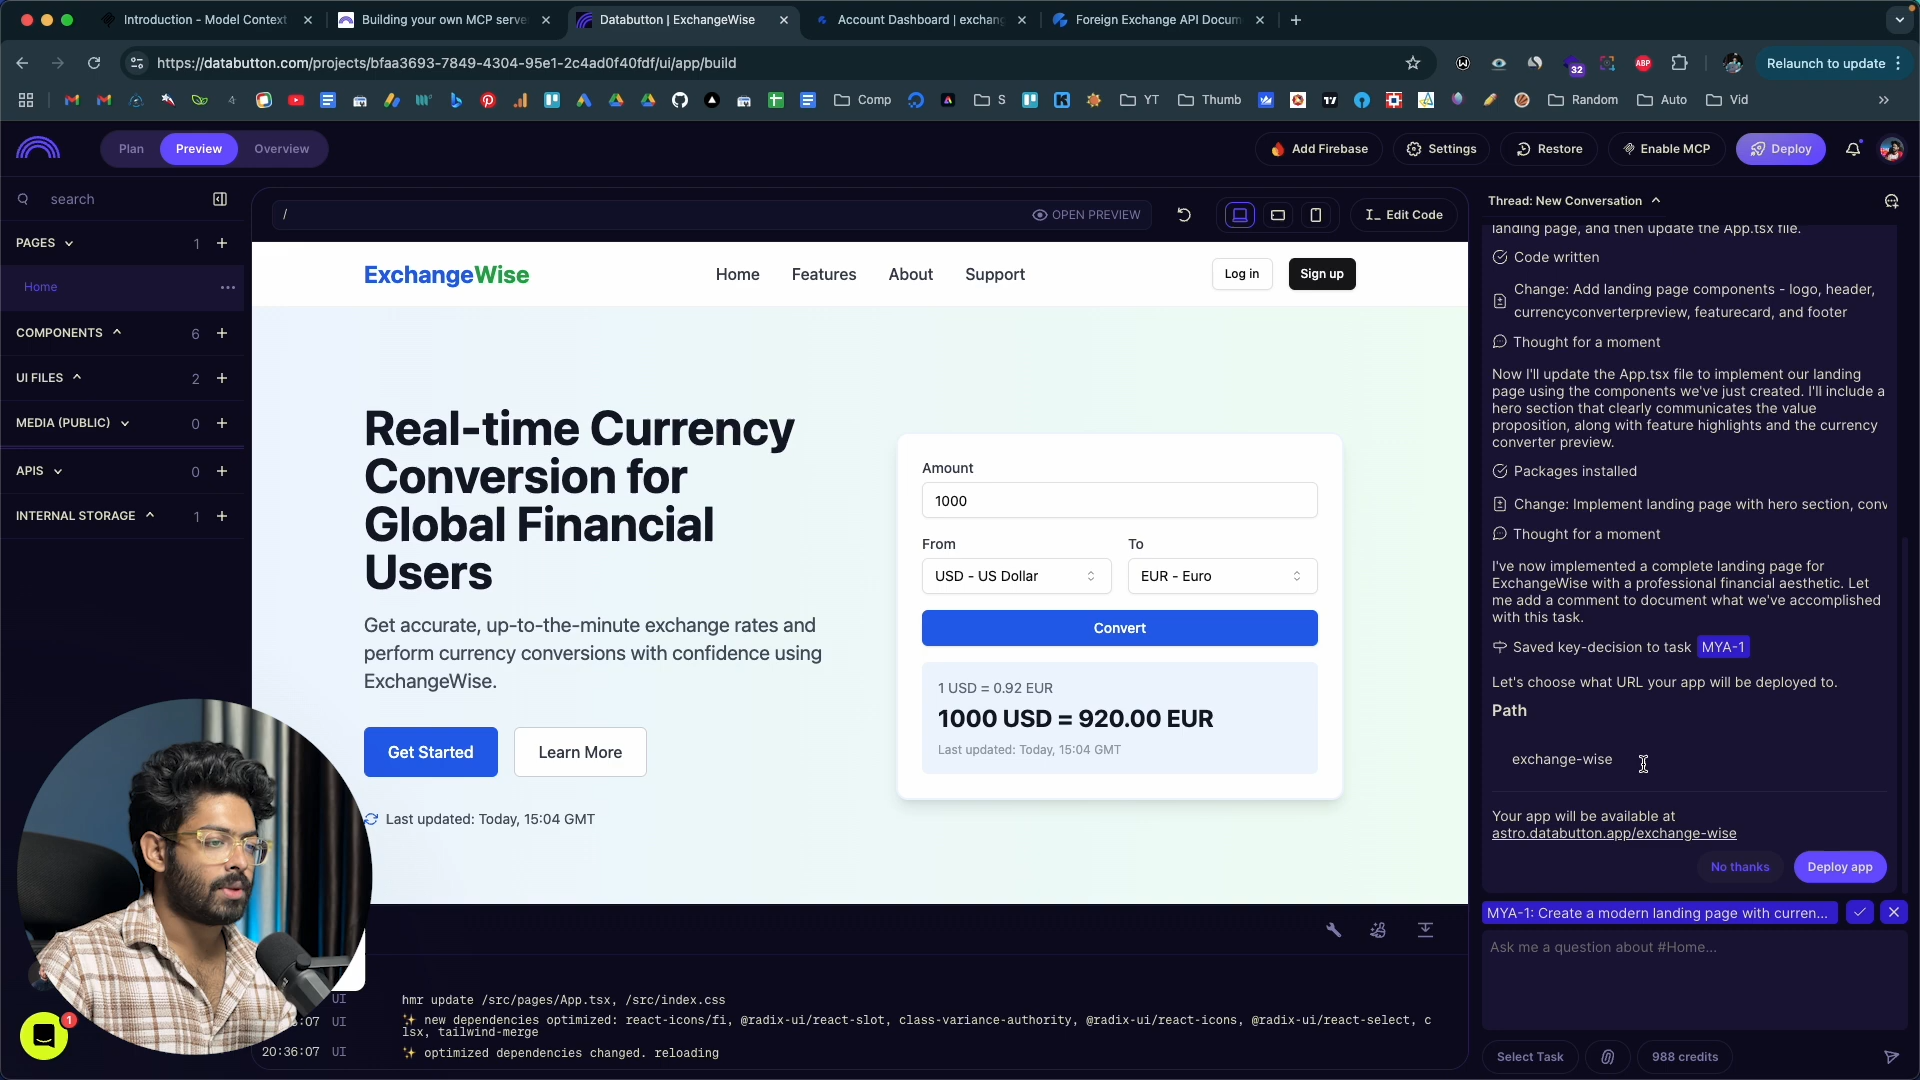 Introduction - Model Context
Building your own MCP serve
Databutton | ExchangeWise
Account Dashboard | exchang
Foreign Exchange API Docum
https://databutton.com/projects/bfaa3693-7849-4304-95e1-2c4ad0f40fdf/ui/app/build
32
ABP
Relaunch to update
Comp
S
YT
Thumb
Random
Auto
Vid
Plan
Preview
Overview
Add Firebase
Settings
Restore
Enable MCP
Deploy
search
PAGES 1
Home
COMPONENTS 6
UI FILES 2
MEDIA (PUBLIC) 0
APIS 0
INTERNAL STORAGE 1
/
OPEN PREVIEW
Edit Code
ExchangeWise
Home
Features
About
Support
Log in
Sign up
Real-time Currency
Conversion for
Global Financial
Users
Get accurate, up-to-the-minute exchange rates and
perform currency conversions with confidence using
ExchangeWise.
Get Started
Learn More
Last updated: Today, 15:04 GMT
Amount
1000
From
To
USD - US Dollar
EUR - Euro
Convert
1 USD = 0.92 EUR
1000 USD = 920.00 EUR
Last updated: Today, 15:04 GMT
UI hmr update /src/pages/App.tsx, /src/index.css
:07 UI ✨ new dependencies optimized: react-icons/fi, @radix-ui/react-slot, class-variance-authority, @radix-ui/react-icons, @radix-ui/react-select, c
lsx, tailwind-merge
20:36:07 UI ✨ optimized dependencies changed. reloading
1
Thread: New Conversation
landing page, and then update the App.tsx file.
Code written
Change: Add landing page components - logo, header,
currencyconverterpreview, featurecard, and footer
Thought for a moment
Now I'll update the App.tsx file to implement our landing
page using the components we've just created. I'll include a
hero section that clearly communicates the value
proposition, along with feature highlights and the currency
converter preview.
Packages installed
Change: Implement landing page with hero section, conv
Thought for a moment
I've now implemented a complete landing page for
ExchangeWise with a professional financial aesthetic. Let
me add a comment to document what we've accomplished
with this task.
Saved key-decision to task MYA-1
Let's choose what URL your app will be deployed to.
Path
exchange-wise
Your app will be available at
astro.databutton.app/exchange-wise
No thanks
Deploy app
MYA-1: Create a modern landing page with curren...
Ask me a question about #Home...
Select Task
988 credits